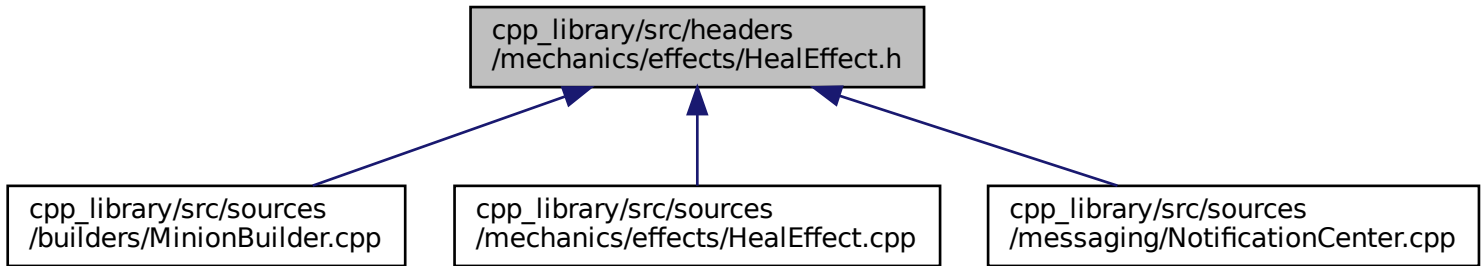 cpp_library/src/headers
/mechanics/effects/HealEffect.h
cpp_library/src/sources
/builders/MinionBuilder.cpp
cpp_library/src/sources
/mechanics/effects/HealEffect.cpp
cpp_library/src/sources
/messaging/NotificationCenter.cpp